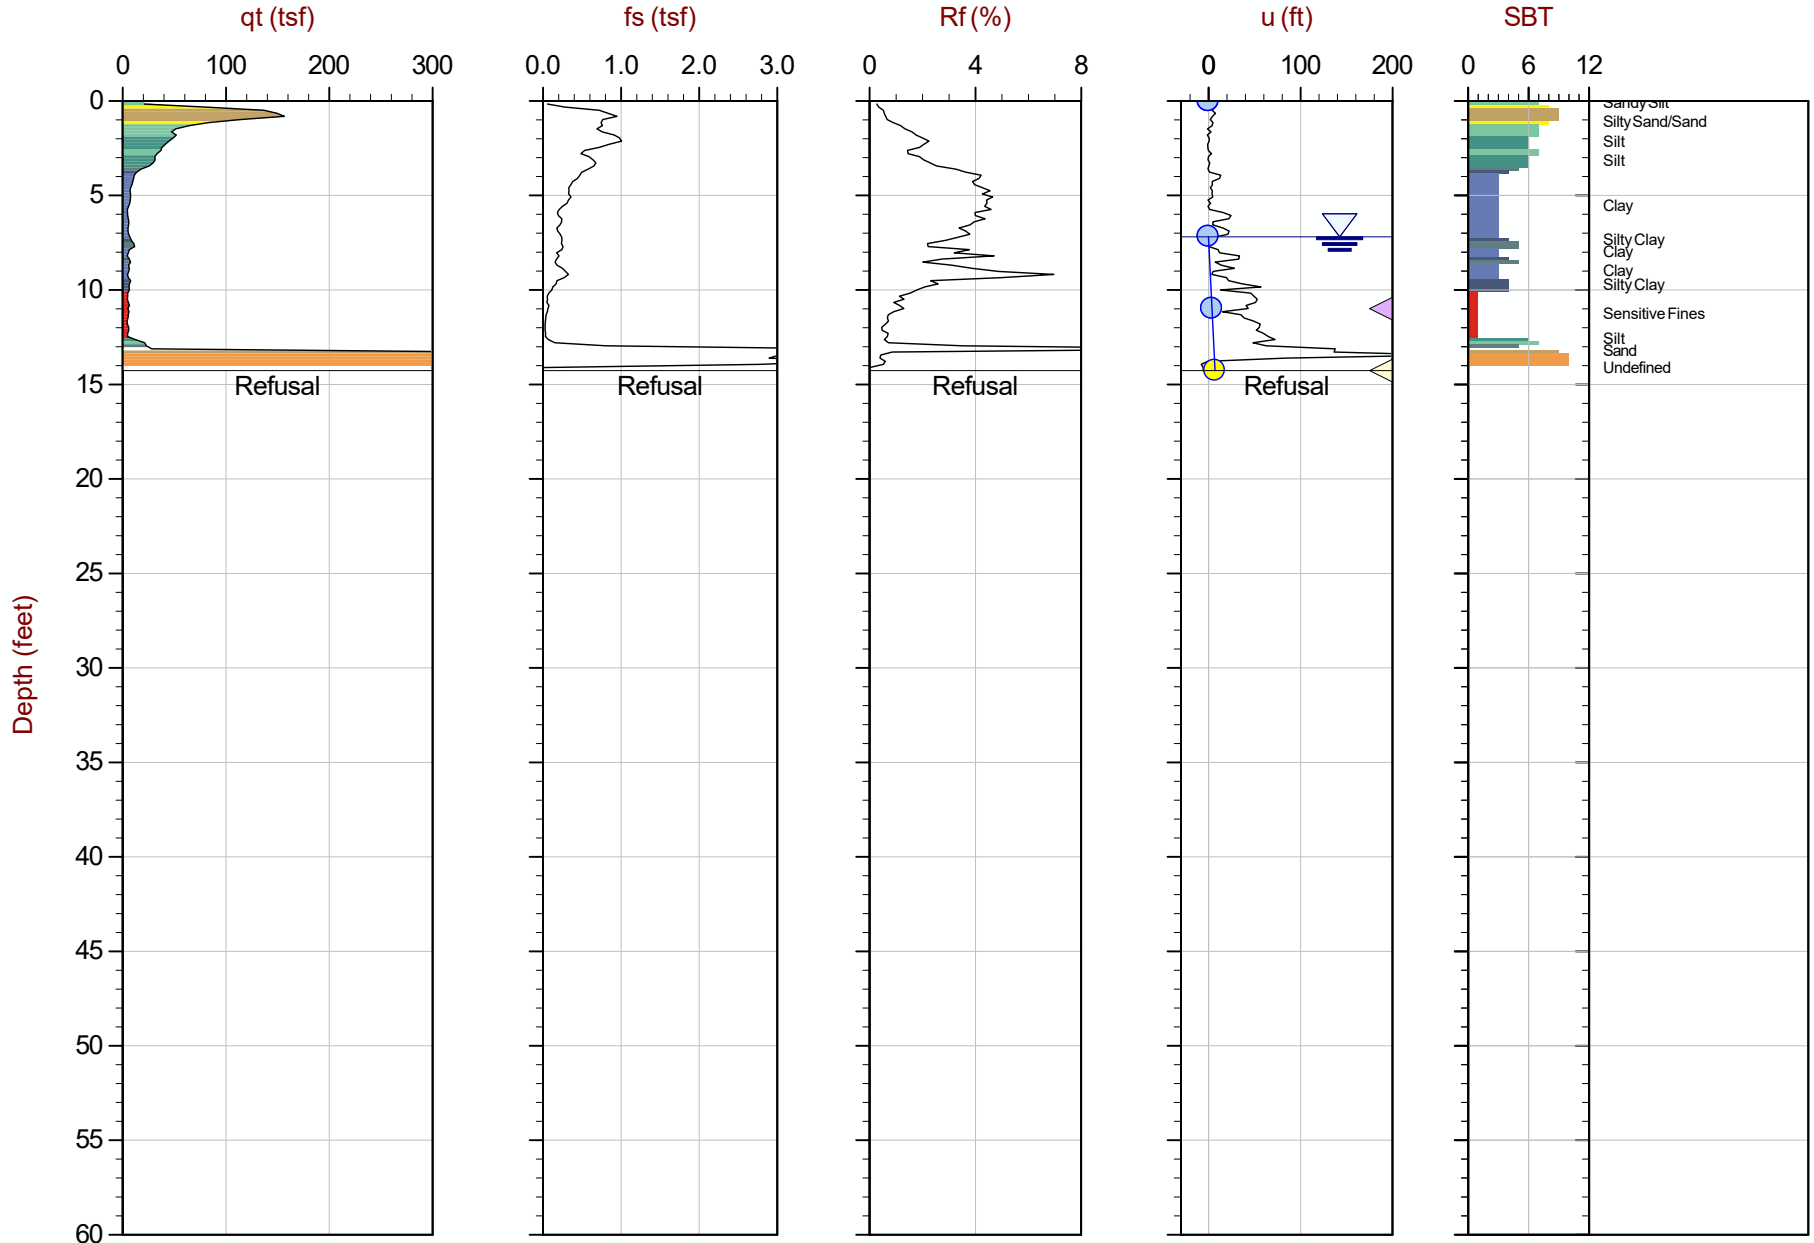 qt (tsf) fs (tsf) Rf (%) u (ft) SBT
0 100 200 300 0.0 1.0 2.0 3.0 0 4 8 0 100 200 0 6 12
0
Sandy Silt
Silty Sand/Sand
Silt
Silt
5
Clay
Silty Clay
Clay
Clay
Silty Clay
10
Sensitive Fines
Silt
Sand
Undefined
15
Refusal Refusal Refusal Refusal
20
25
30
Depth (feet)
35
40
45
50
55
60